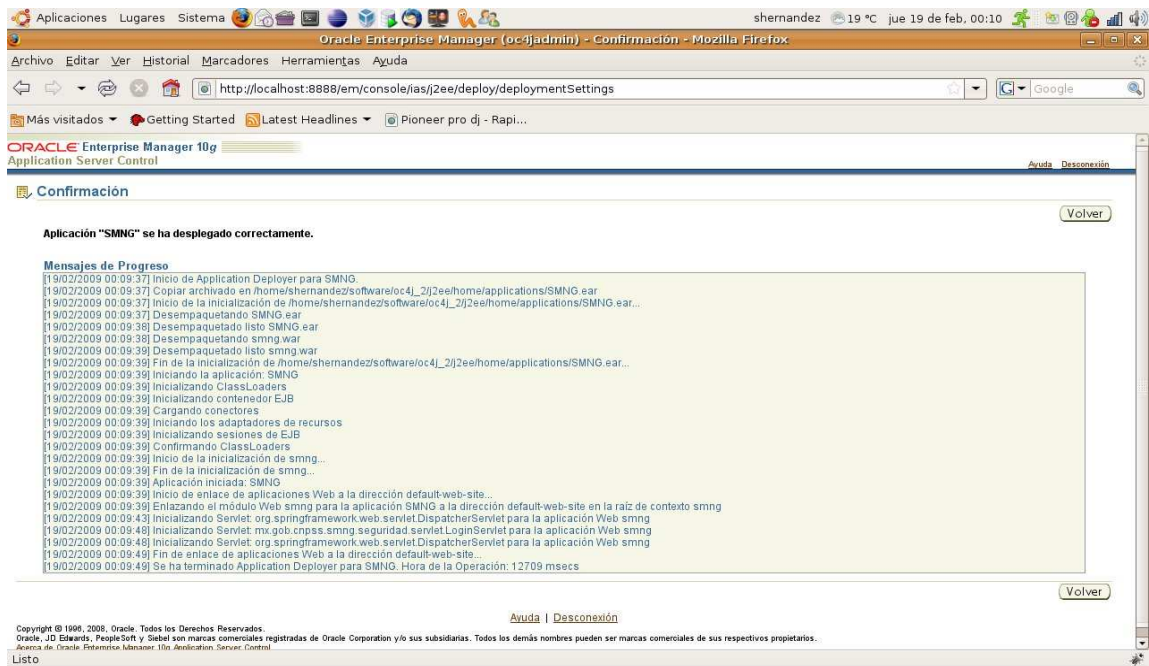 Aplicaciones Lugares Sistema shernandez 19 °C jue 19 de feb, 00:10
Oracle Enterprise Manager (oc4jadmin) - Confirmación - Mozilla Firefox
Archivo Editar Ver Historial Marcadores Herramientas Ayuda
http://localhost:8888/em/console/ias/j2ee/deploy/deploymentSettings G Google
Más visitados Getting Started Latest Headlines Pioneer pro dj - Rapi...
ORACLE Enterprise Manager 10g
Application Server Control
Ayuda Desconexión
Confirmación
Volver
Aplicación "SMNG" se ha desplegado correctamente.
Mensajes de Progreso
[19/02/2009 00:09:37] Inicio de Application Deployer para SMNG.
[19/02/2009 00:09:37] Copiar archivado en /home/shernandez/software/oc4j_2/j2ee/home/applications/SMNG.ear
[19/02/2009 00:09:37] Inicio de la inicialización de /home/shernandez/software/oc4j_2/j2ee/home/applications/SMNG.ear...
[19/02/2009 00:09:37] Desempaquetando SMNG.ear
[19/02/2009 00:09:38] Desempaquetado listo SMNG.ear
[19/02/2009 00:09:38] Desempaquetando smng.war
[19/02/2009 00:09:39] Desempaquetado listo smng.war
[19/02/2009 00:09:39] Fin de la inicialización de /home/shernandez/software/oc4j_2/j2ee/home/applications/SMNG.ear...
[19/02/2009 00:09:39] Iniciando la aplicación: SMNG
[19/02/2009 00:09:39] Inicializando ClassLoaders
[19/02/2009 00:09:39] Inicializando contenedor EJB
[19/02/2009 00:09:39] Cargando conectores
[19/02/2009 00:09:39] Iniciando los adaptadores de recursos
[19/02/2009 00:09:39] Inicializando sesiones de EJB
[19/02/2009 00:09:39] Confirmando ClassLoaders
[19/02/2009 00:09:39] Inicio de la inicialización de smng...
[19/02/2009 00:09:39] Fin de la inicialización de smng...
[19/02/2009 00:09:39] Aplicación iniciada: SMNG
[19/02/2009 00:09:39] Inicio de enlace de aplicaciones Web a la dirección default-web-site...
[19/02/2009 00:09:39] Enlazando el módulo Web smng para la aplicación SMNG a la dirección default-web-site en la raíz de contexto smng
[19/02/2009 00:09:43] Inicializando Servlet: org.springframework.web.servlet.DispatcherServlet para la aplicación Web smng
[19/02/2009 00:09:48] Inicializando Servlet: mx.gob.cnpss.smng.seguridad.servlet.LoginServlet para la aplicación Web smng
[19/02/2009 00:09:48] Inicializando Servlet: org.springframework.web.servlet.DispatcherServlet para la aplicación Web smng
[19/02/2009 00:09:49] Fin de enlace de aplicaciones Web a la dirección default-web-site...
[19/02/2009 00:09:49] Se ha terminado Application Deployer para SMNG. Hora de la Operación: 12709 msecs
Volver
Ayuda | Desconexión
Copyright © 1996, 2008, Oracle. Todos los Derechos Reservados.
Oracle, JD Edwards, PeopleSoft y Siebel son marcas comerciales registradas de Oracle Corporation y/o sus subsidiarias. Todos los demás nombres pueden ser marcas comerciales de sus respectivos propietarios.
Acerca de Oracle Enterprise Manager 10g Application Server Control
Listo